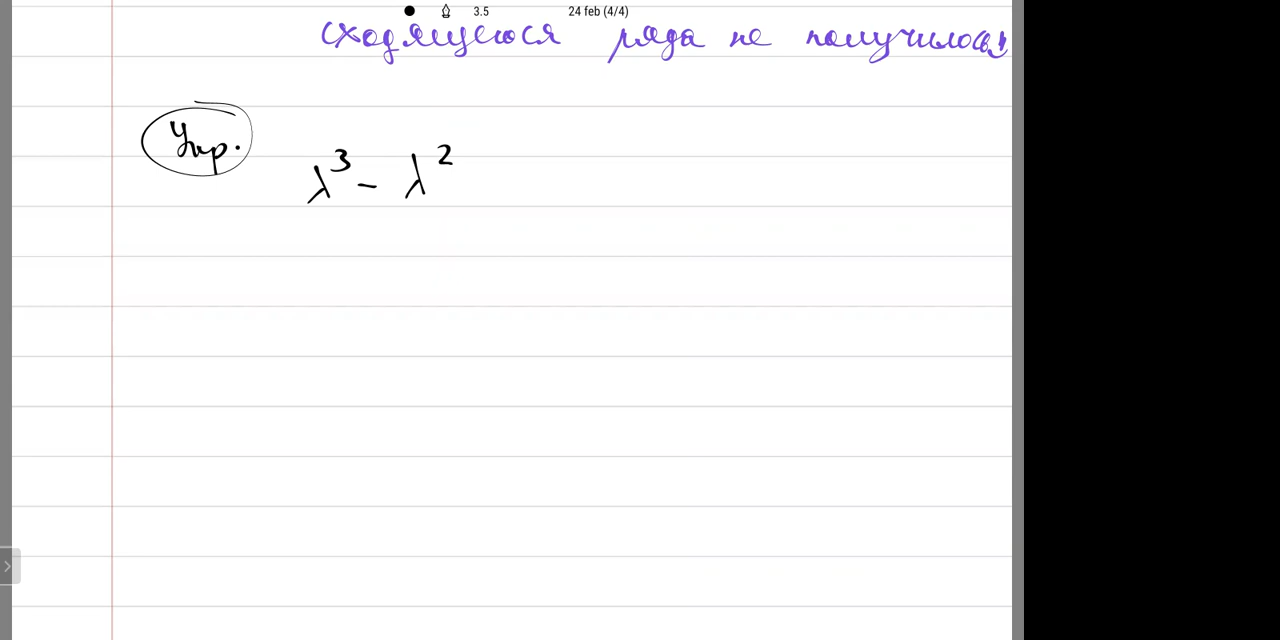 3.5 24 feb (4/4)
сходящегося ряда не получилось!
Упр.
λ³ - λ²